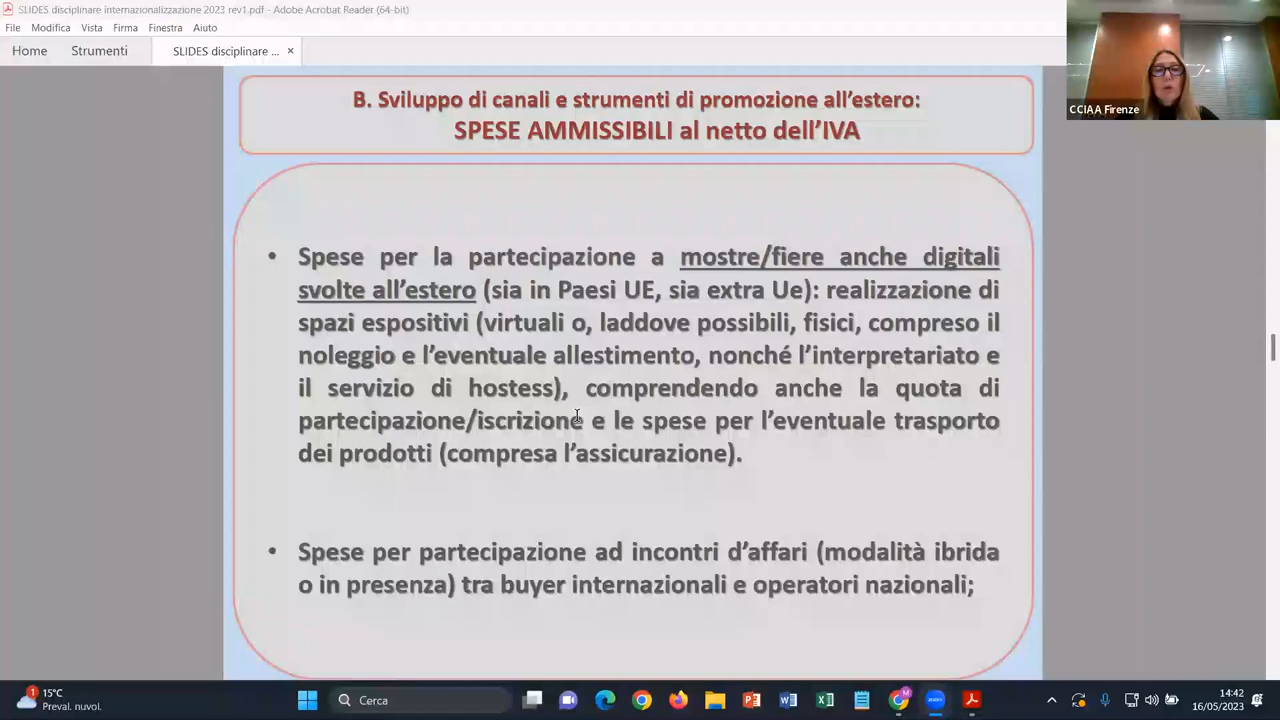 SLIDES disciplinare internazionalizzazione 2023 rev1.pdf - Adobe Acrobat Reader (64-bit)
File Modifica Vista Firma Finestra Aiuto
Home Strumenti SLIDES disciplinare ... ×
CCIAA Firenze
B. Sviluppo di canali e strumenti di promozione all’estero:
SPESE AMMISSIBILI al netto dell’IVA
• Spese per la partecipazione a mostre/fiere anche digitali
svolte all’estero (sia in Paesi UE, sia extra Ue): realizzazione di
spazi espositivi (virtuali o, laddove possibili, fisici, compreso il
noleggio e l’eventuale allestimento, nonché l’interpretariato e
il servizio di hostess), comprendendo anche la quota di
partecipazione/iscrizione e le spese per l’eventuale trasporto
dei prodotti (compresa l’assicurazione).
• Spese per partecipazione ad incontri d’affari (modalità ibrida
o in presenza) tra buyer internazionali e operatori nazionali;
1
15°C
Preval. nuvol.
Cerca
14:42
16/05/2023